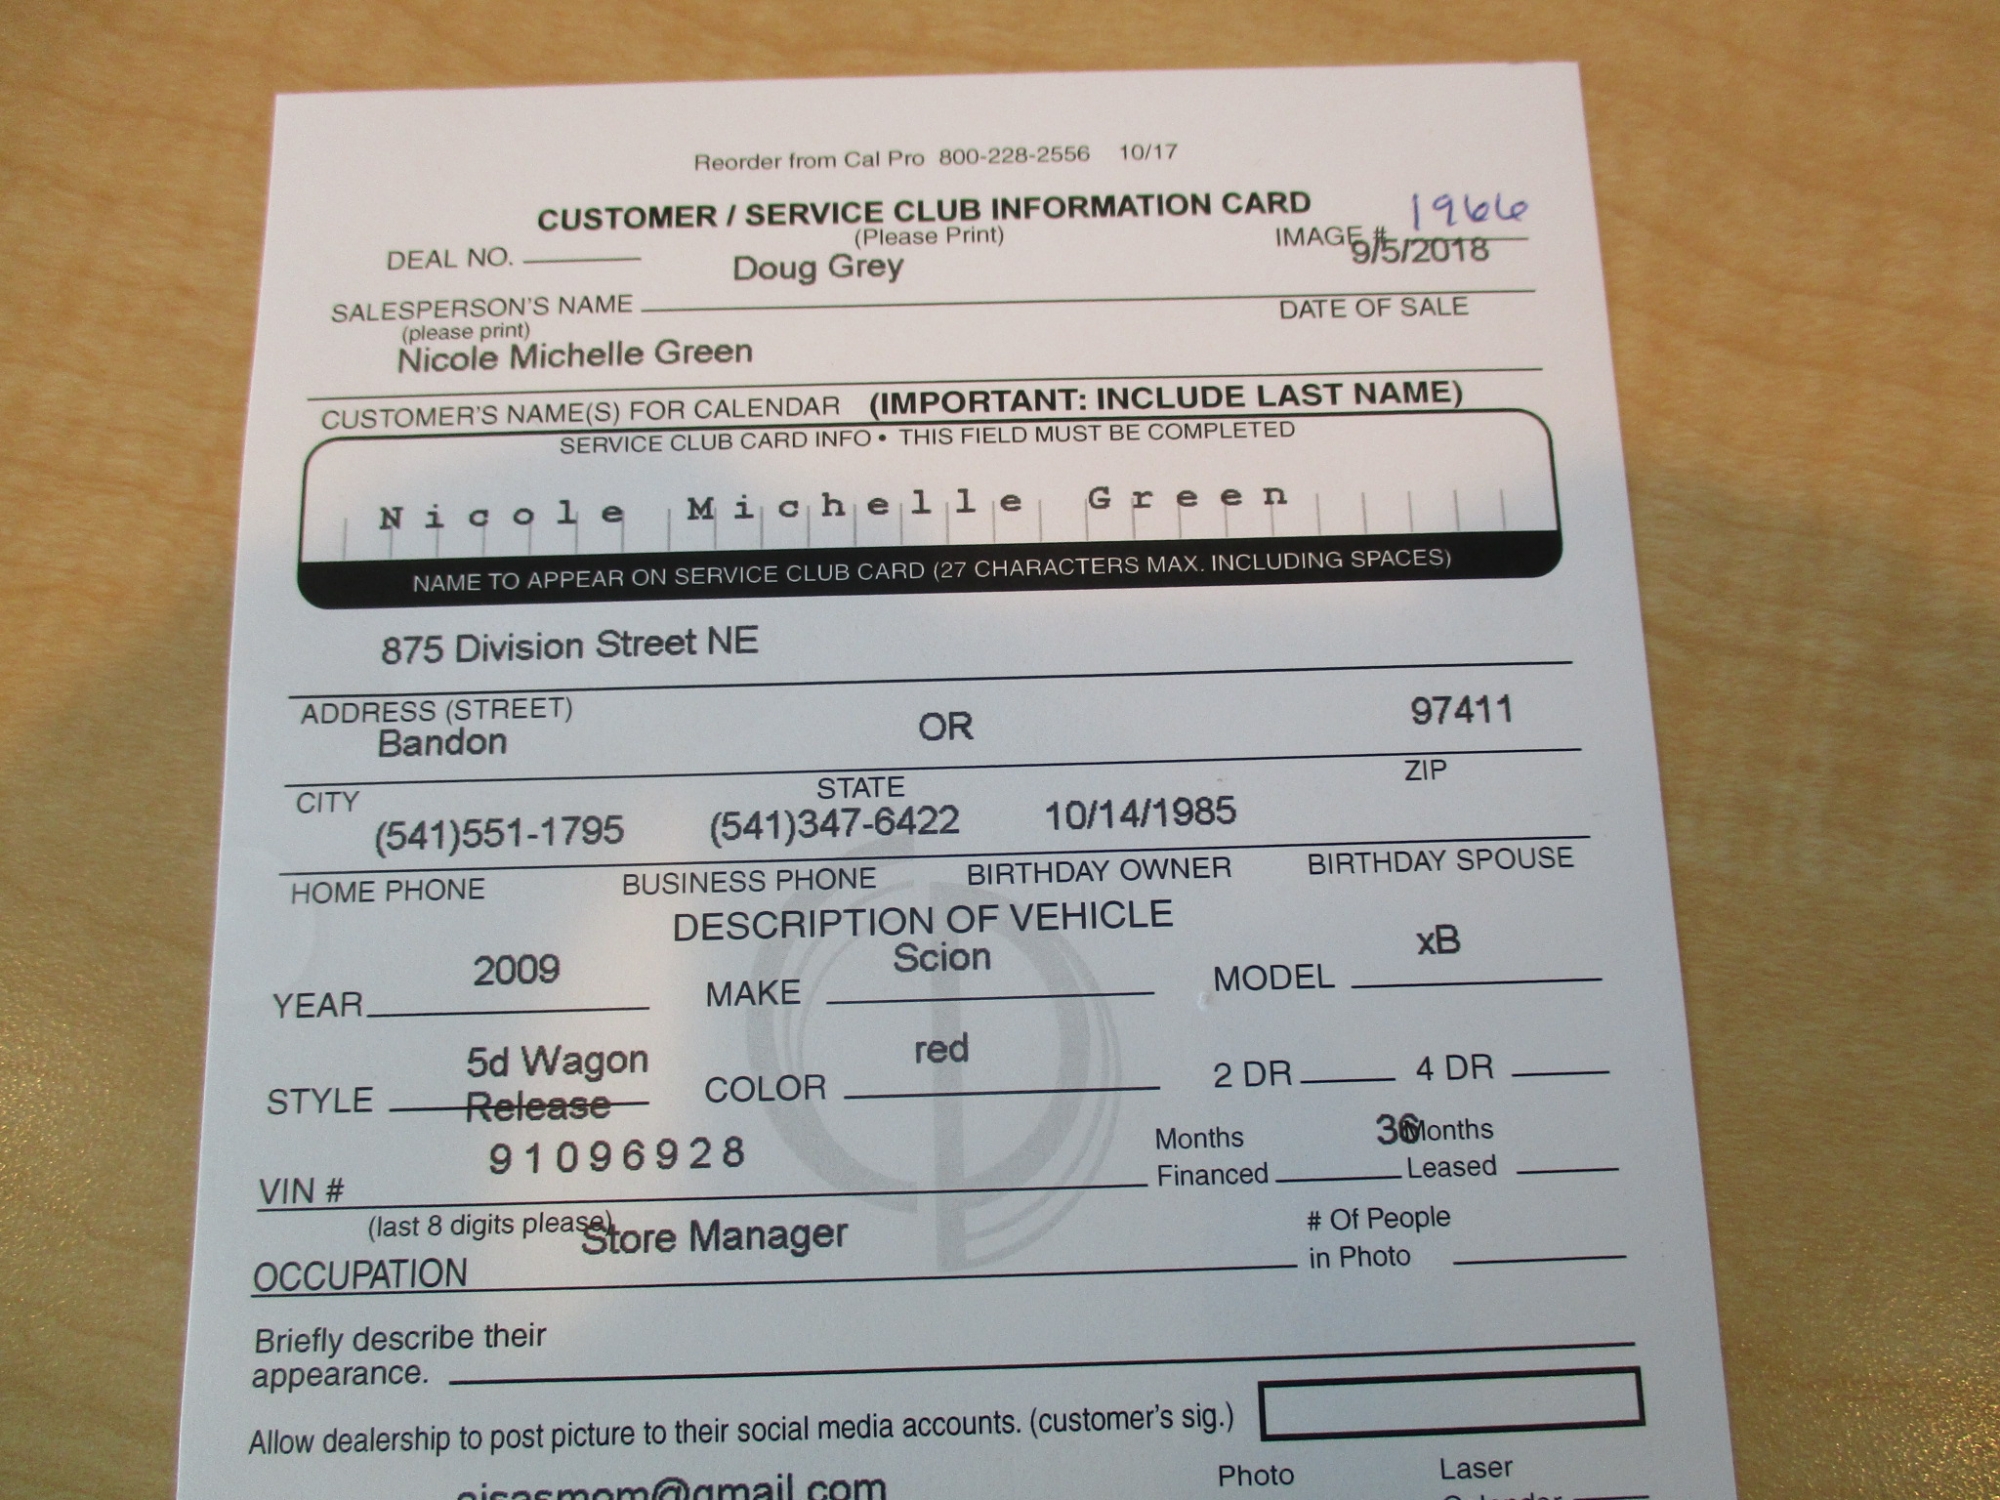 Reorder from Cal Pro 800-228-2556 10/17
CUSTOMER / SERVICE CLUB INFORMATION CARD 1966
(Please Print)
DEAL NO. IMAGE #
Doug Grey 9/5/2018
SALESPERSON'S NAME DATE OF SALE
(please print)
Nicole Michelle Green
CUSTOMER'S NAME(S) FOR CALENDAR (IMPORTANT: INCLUDE LAST NAME)
SERVICE CLUB CARD INFO • THIS FIELD MUST BE COMPLETED
Nicole Michelle Green
NAME TO APPEAR ON SERVICE CLUB CARD (27 CHARACTERS MAX. INCLUDING SPACES)
875 Division Street NE
ADDRESS (STREET)
Bandon OR 97411
CITY STATE ZIP
(541)551-1795 (541)347-6422 10/14/1985
HOME PHONE BUSINESS PHONE BIRTHDAY OWNER BIRTHDAY SPOUSE
DESCRIPTION OF VEHICLE
YEAR 2009 MAKE Scion MODEL xB
STYLE 5d Wagon COLOR red 2 DR 4 DR
Release
91096928 Months 36 Months
VIN # Financed Leased
(last 8 digits please) Store Manager # Of People
OCCUPATION in Photo
Briefly describe their
appearance.
Allow dealership to post picture to their social media accounts. (customer's sig.)
Photo Laser
@gmail.com